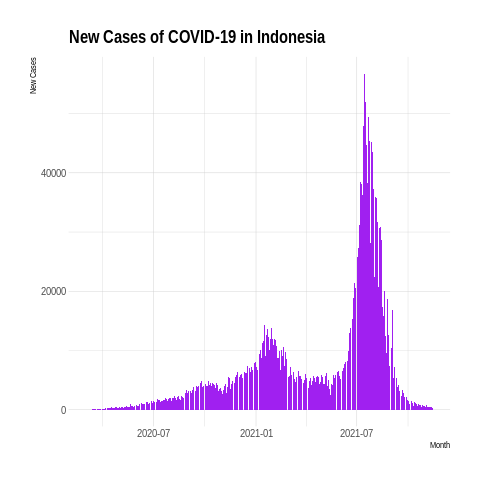 New Cases of COVID-19 in Indonesia
New Cases
40000
20000
0
2020-07
2021-01
2021-07
Month